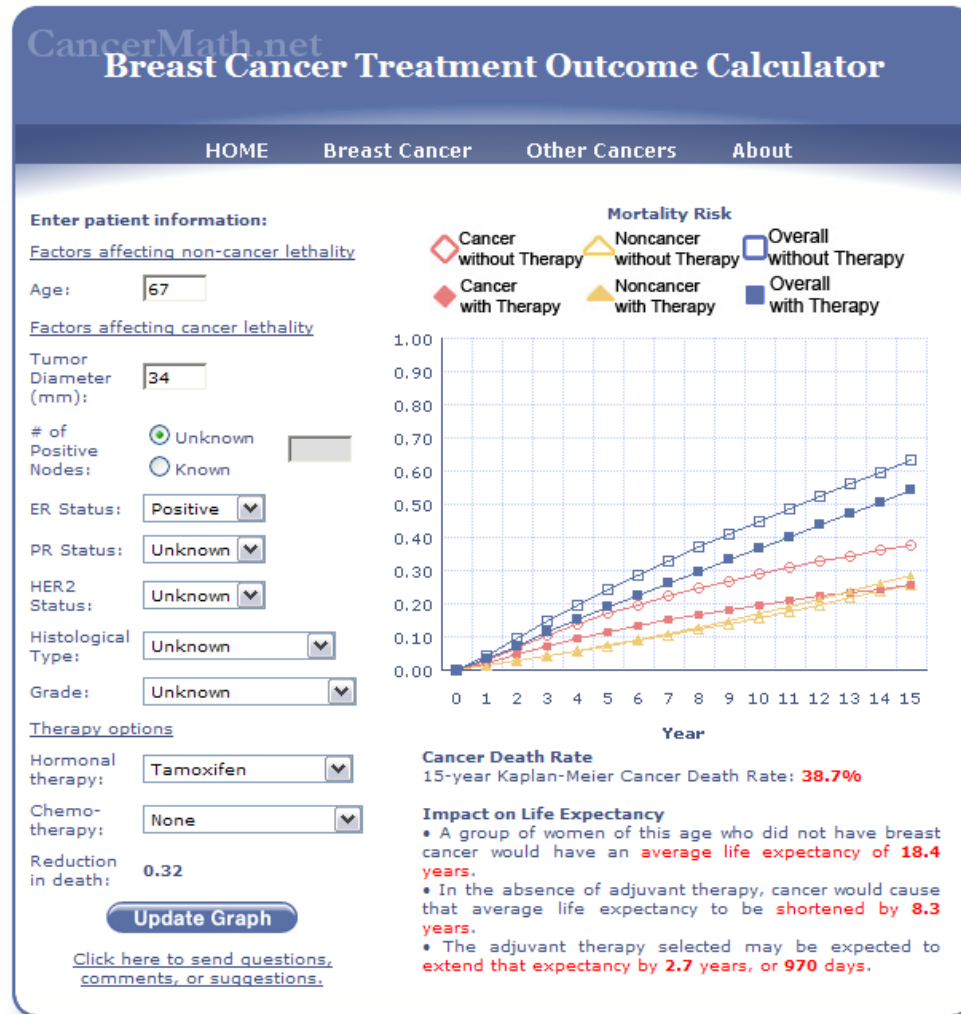 CancerMath.net
Breast Cancer Treatment Outcome Calculator
HOME Breast Cancer Other Cancers About
Enter patient information:
Factors affecting non-cancer lethality
Age: 67
Factors affecting cancer lethality
Tumor
Diameter
(mm): 34
# of
Positive
Nodes:
Unknown
Known
ER Status: Positive
PR Status: Unknown
HER2
Status: Unknown
Histological
Type: Unknown
Grade: Unknown
Therapy options
Hormonal
therapy: Tamoxifen
Chemo-
therapy: None
Reduction
in death: 0.32
Update Graph
Click here to send questions,
comments, or suggestions.
Mortality Risk
Cancer
without Therapy
Noncancer
without Therapy
Overall
without Therapy
Cancer
with Therapy
Noncancer
with Therapy
Overall
with Therapy
1.00
0.90
0.80
0.70
0.60
0.50
0.40
0.30
0.20
0.10
0.00
0 1 2 3 4 5 6 7 8 9 10 11 12 13 14 15
Year
Cancer Death Rate
15-year Kaplan-Meier Cancer Death Rate: 38.7%
Impact on Life Expectancy
• A group of women of this age who did not have breast
cancer would have an average life expectancy of 18.4
years.
• In the absence of adjuvant therapy, cancer would cause
that average life expectancy to be shortened by 8.3
years.
• The adjuvant therapy selected may be expected to
extend that expectancy by 2.7 years, or 970 days.